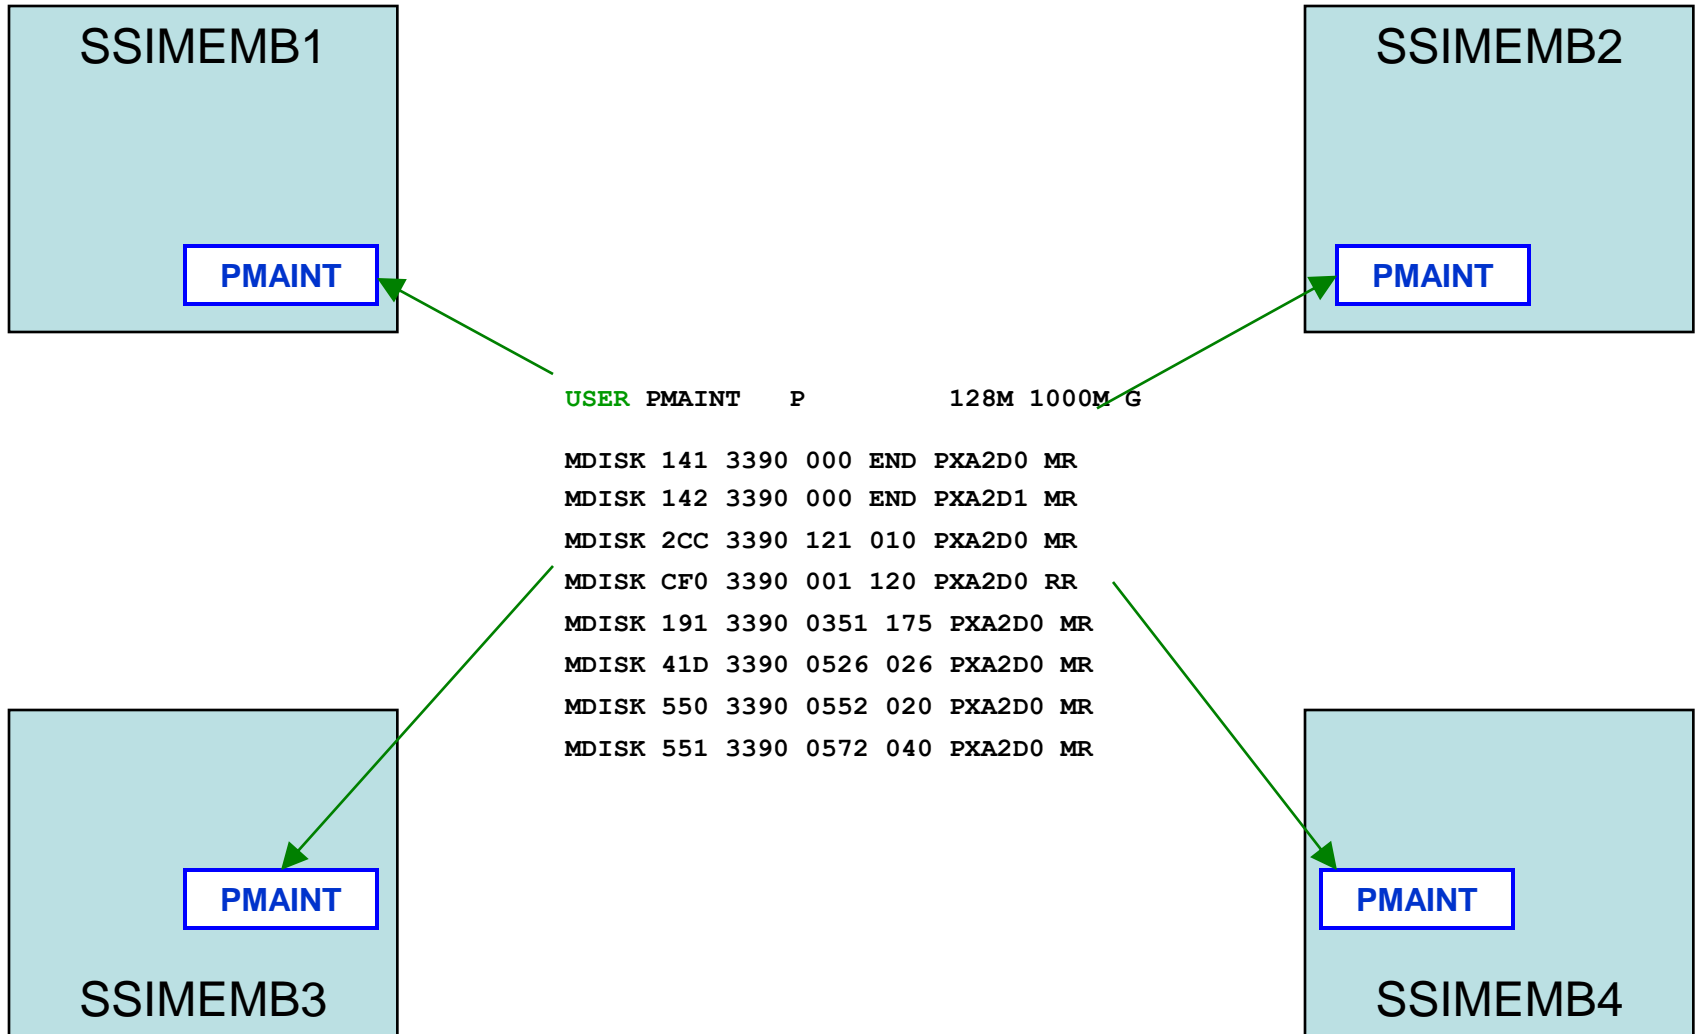 SSIMEMB1
SSIMEMB2
PMAINT
PMAINT
USER PMAINT P 128M 1000M G
MDISK 141 3390 000 END PXA2D0 MR
MDISK 142 3390 000 END PXA2D1 MR
MDISK 2CC 3390 121 010 PXA2D0 MR
MDISK CF0 3390 001 120 PXA2D0 RR
MDISK 191 3390 0351 175 PXA2D0 MR
MDISK 41D 3390 0526 026 PXA2D0 MR
MDISK 550 3390 0552 020 PXA2D0 MR
MDISK 551 3390 0572 040 PXA2D0 MR
PMAINT
PMAINT
SSIMEMB3
SSIMEMB4